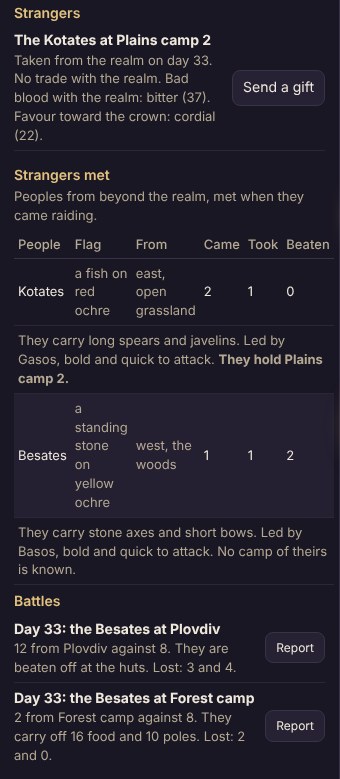 Strangers
The Kotates at Plains camp 2
Taken from the realm on day 33.
No trade with the realm. Bad
blood with the realm: bitter (37).
Favour toward the crown: cordial
(22).
Send a gift
Strangers met
Peoples from beyond the realm, met when they
came raiding.
People Flag From Came Took Beaten
Kotates a fish on red ochre east, open grassland 2 1 0
They carry long spears and javelins. Led by
Gasos, bold and quick to attack. They hold Plains
camp 2.
Besates a standing stone on yellow ochre west, the woods 1 1 2
They carry stone axes and short bows. Led by
Basos, bold and quick to attack. No camp of theirs
is known.
Battles
Day 33: the Besates at Plovdiv
12 from Plovdiv against 8. They are
beaten off at the huts. Lost: 3 and 4.
Report
Day 33: the Besates at Forest camp
2 from Forest camp against 8. They
carry off 16 food and 10 poles. Lost: 2
and 0.
Report